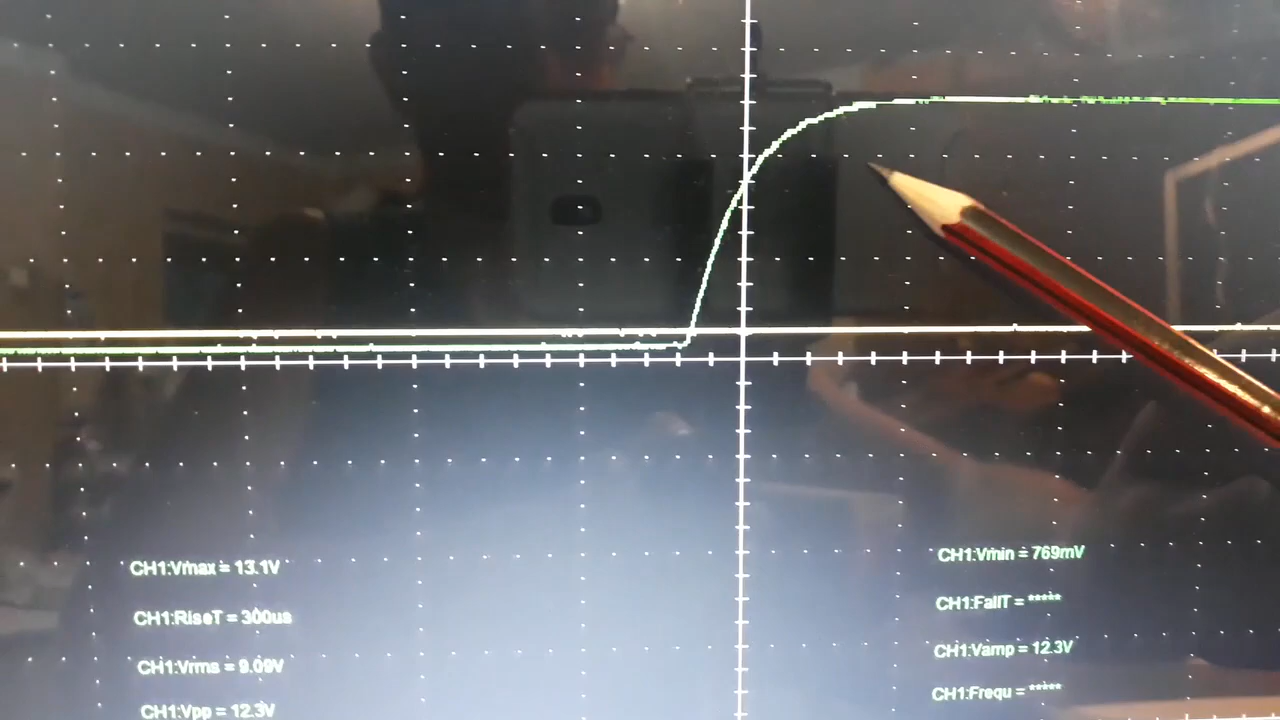 CH1:Vmax = 13.1V
CH1:RiseT = 300us
CH1:Vrms = 9.09V
CH1:Vpp = 12.3V
CH1:Vmin = 769mV
CH1:FallT = *****
CH1:Vamp = 12.3V
CH1:Frequ = *****